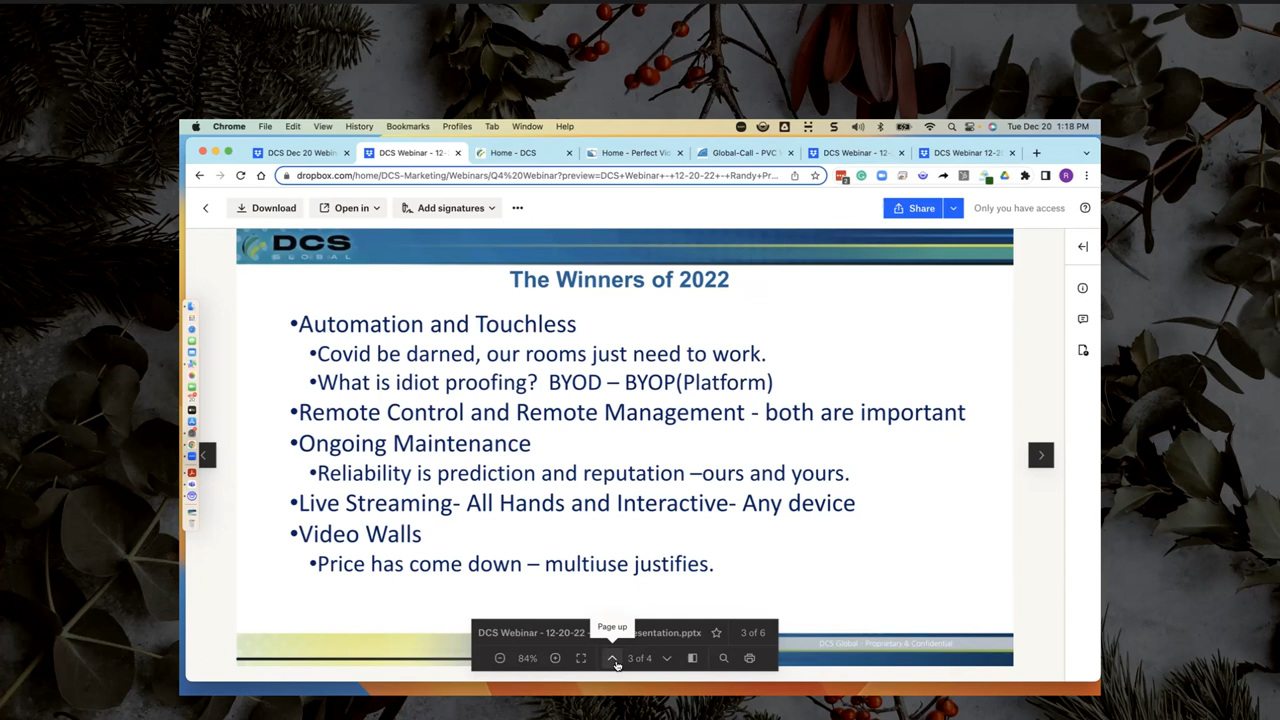 Chrome File Edit View History Bookmarks Profiles Tab Window Help Tue Dec 20 1:18 PM
DCS Dec 20 Webin DCS Webinar - 12- Home - DCS Home - Perfect Vi Global-Call - PVC DCS Webinar - 12- DCS Webinar 12-2
dropbox.com/home/DCS-Marketing/Webinars/Q4%20Webinar?preview=DCS+Webinar+-+12-20-22+-+Randy+Pr...
Download Open in Add signatures Share Only you have access
DCS
GLOBAL
The Winners of 2022
•Automation and Touchless
•Covid be darned, our rooms just need to work.
•What is idiot proofing? BYOD – BYOP(Platform)
•Remote Control and Remote Management - both are important
•Ongoing Maintenance
•Reliability is prediction and reputation –ours and yours.
•Live Streaming- All Hands and Interactive- Any device
•Video Walls
•Price has come down – multiuse justifies.
Page up
DCS Webinar - 12-20-22 esentation.pptx 3 of 6
DCS Global - Proprietary & Confidential
84% 3 of 4